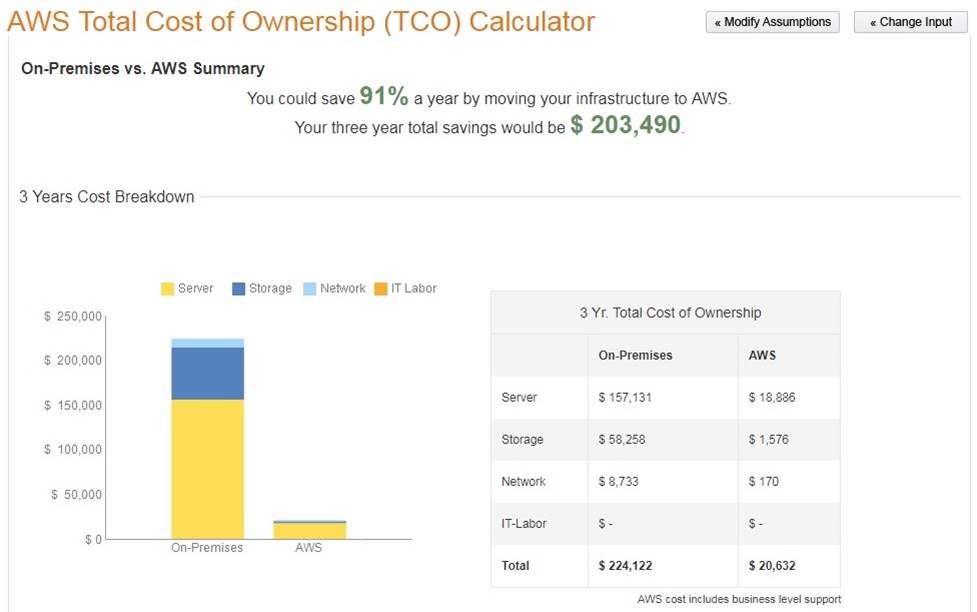 AWS Total Cost of Ownership (TCO) Calculator
« Modify Assumptions
« Change Input
On-Premises vs. AWS Summary
You could save 91% a year by moving your infrastructure to AWS.
Your three year total savings would be $ 203,490.
3 Years Cost Breakdown
Server Storage Network IT Labor
$ 250,000
$ 200,000
$ 150,000
$ 100,000
$ 50,000
$ 0
On-Premises AWS
3 Yr. Total Cost of Ownership
On-Premises AWS
Server $ 157,131 $ 18,886
Storage $ 58,258 $ 1,576
Network $ 8,733 $ 170
IT-Labor $ - $ -
Total $ 224,122 $ 20,632
AWS cost includes business level support